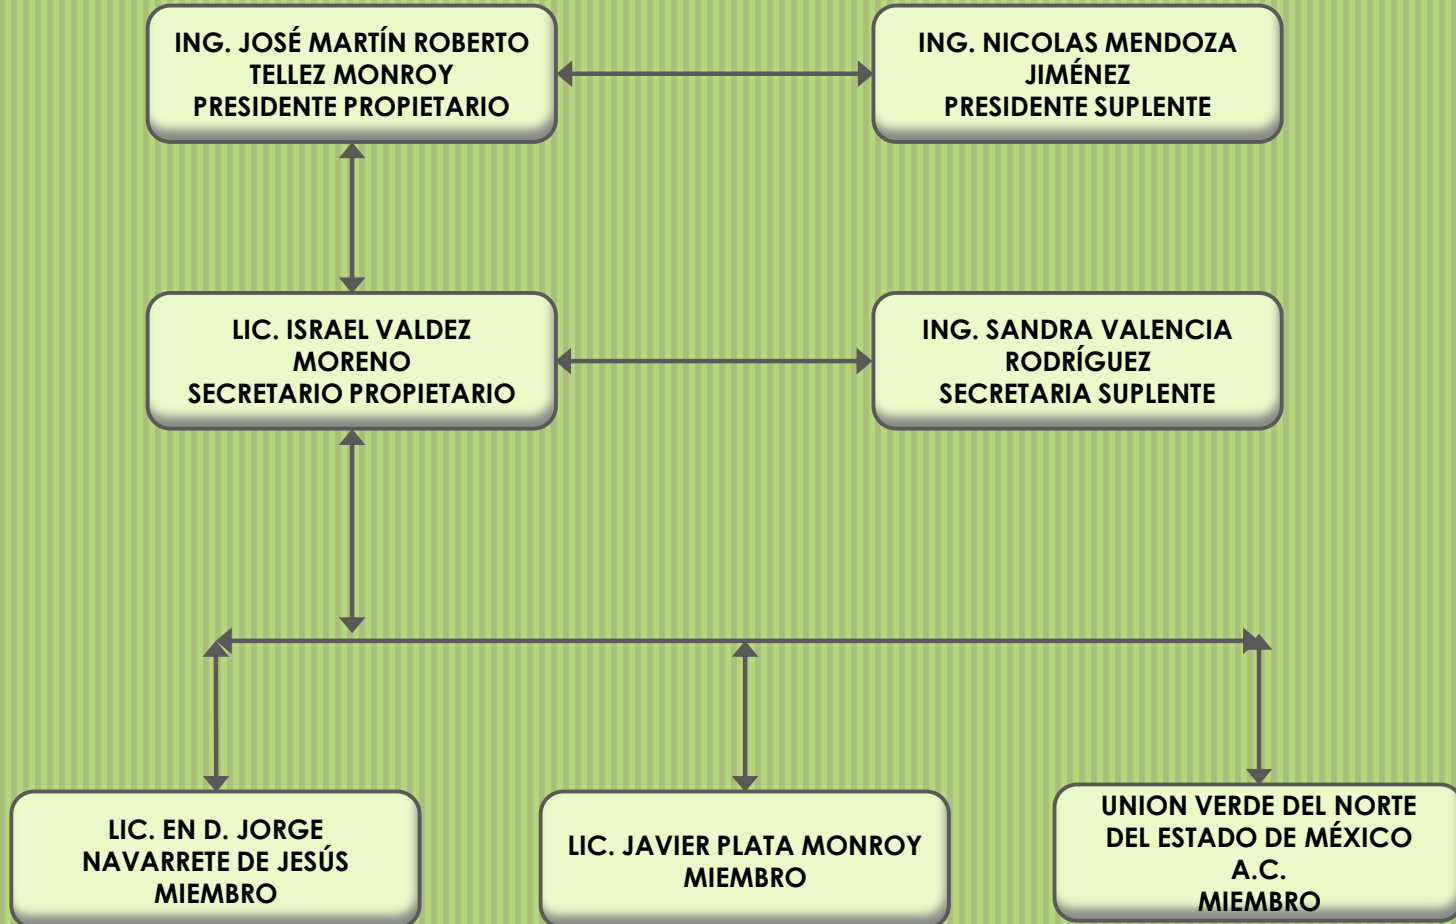 ING. JOSÉ MARTÍN ROBERTO
TELLEZ MONROY
PRESIDENTE PROPIETARIO
ING. NICOLAS MENDOZA
JIMÉNEZ
PRESIDENTE SUPLENTE
LIC. ISRAEL VALDEZ
MORENO
SECRETARIO PROPIETARIO
ING. SANDRA VALENCIA
RODRÍGUEZ
SECRETARIA SUPLENTE
LIC. EN D. JORGE
NAVARRETE DE JESÚS
MIEMBRO
LIC. JAVIER PLATA MONROY
MIEMBRO
UNION VERDE DEL NORTE
DEL ESTADO DE MÉXICO
A.C.
MIEMBRO